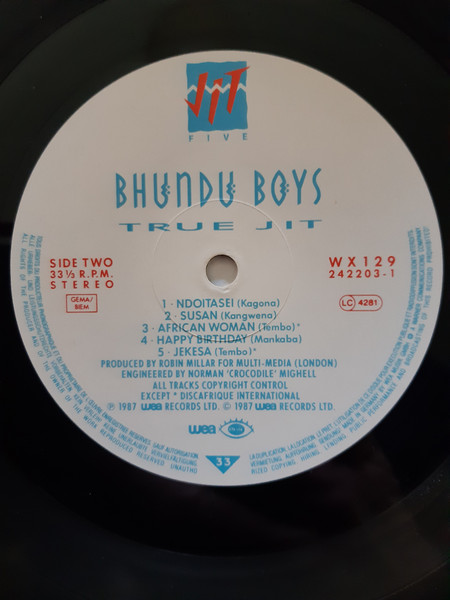 JIT
FIVE
BHUNDU BOYS
TRUE JIT
SIDE TWO
33⅓ R.P.M.
STEREO
GEMA/
BIEM
WX129
242203-1
LC 4281
1 · NDOITASEI (Kagona)
2 · SUSAN (Kangweno)
3 · AFRICAN WOMAN (Tembo)*
4 · HAPPY BIRTHDAY (Mankaba)
5 · JEKESA (Tembo)*
PRODUCED BY ROBIN MILLAR FOR MULTI-MEDIA (LONDON)
ENGINEERED BY NORMAN 'CROCODILE' MIGHELL
ALL TRACKS COPYRIGHT CONTROL
EXCEPT * DISCAFRIQUE INTERNATIONAL
℗ 1987 wea RECORDS LTD. © 1987 wea RECORDS LTD.
wea
33